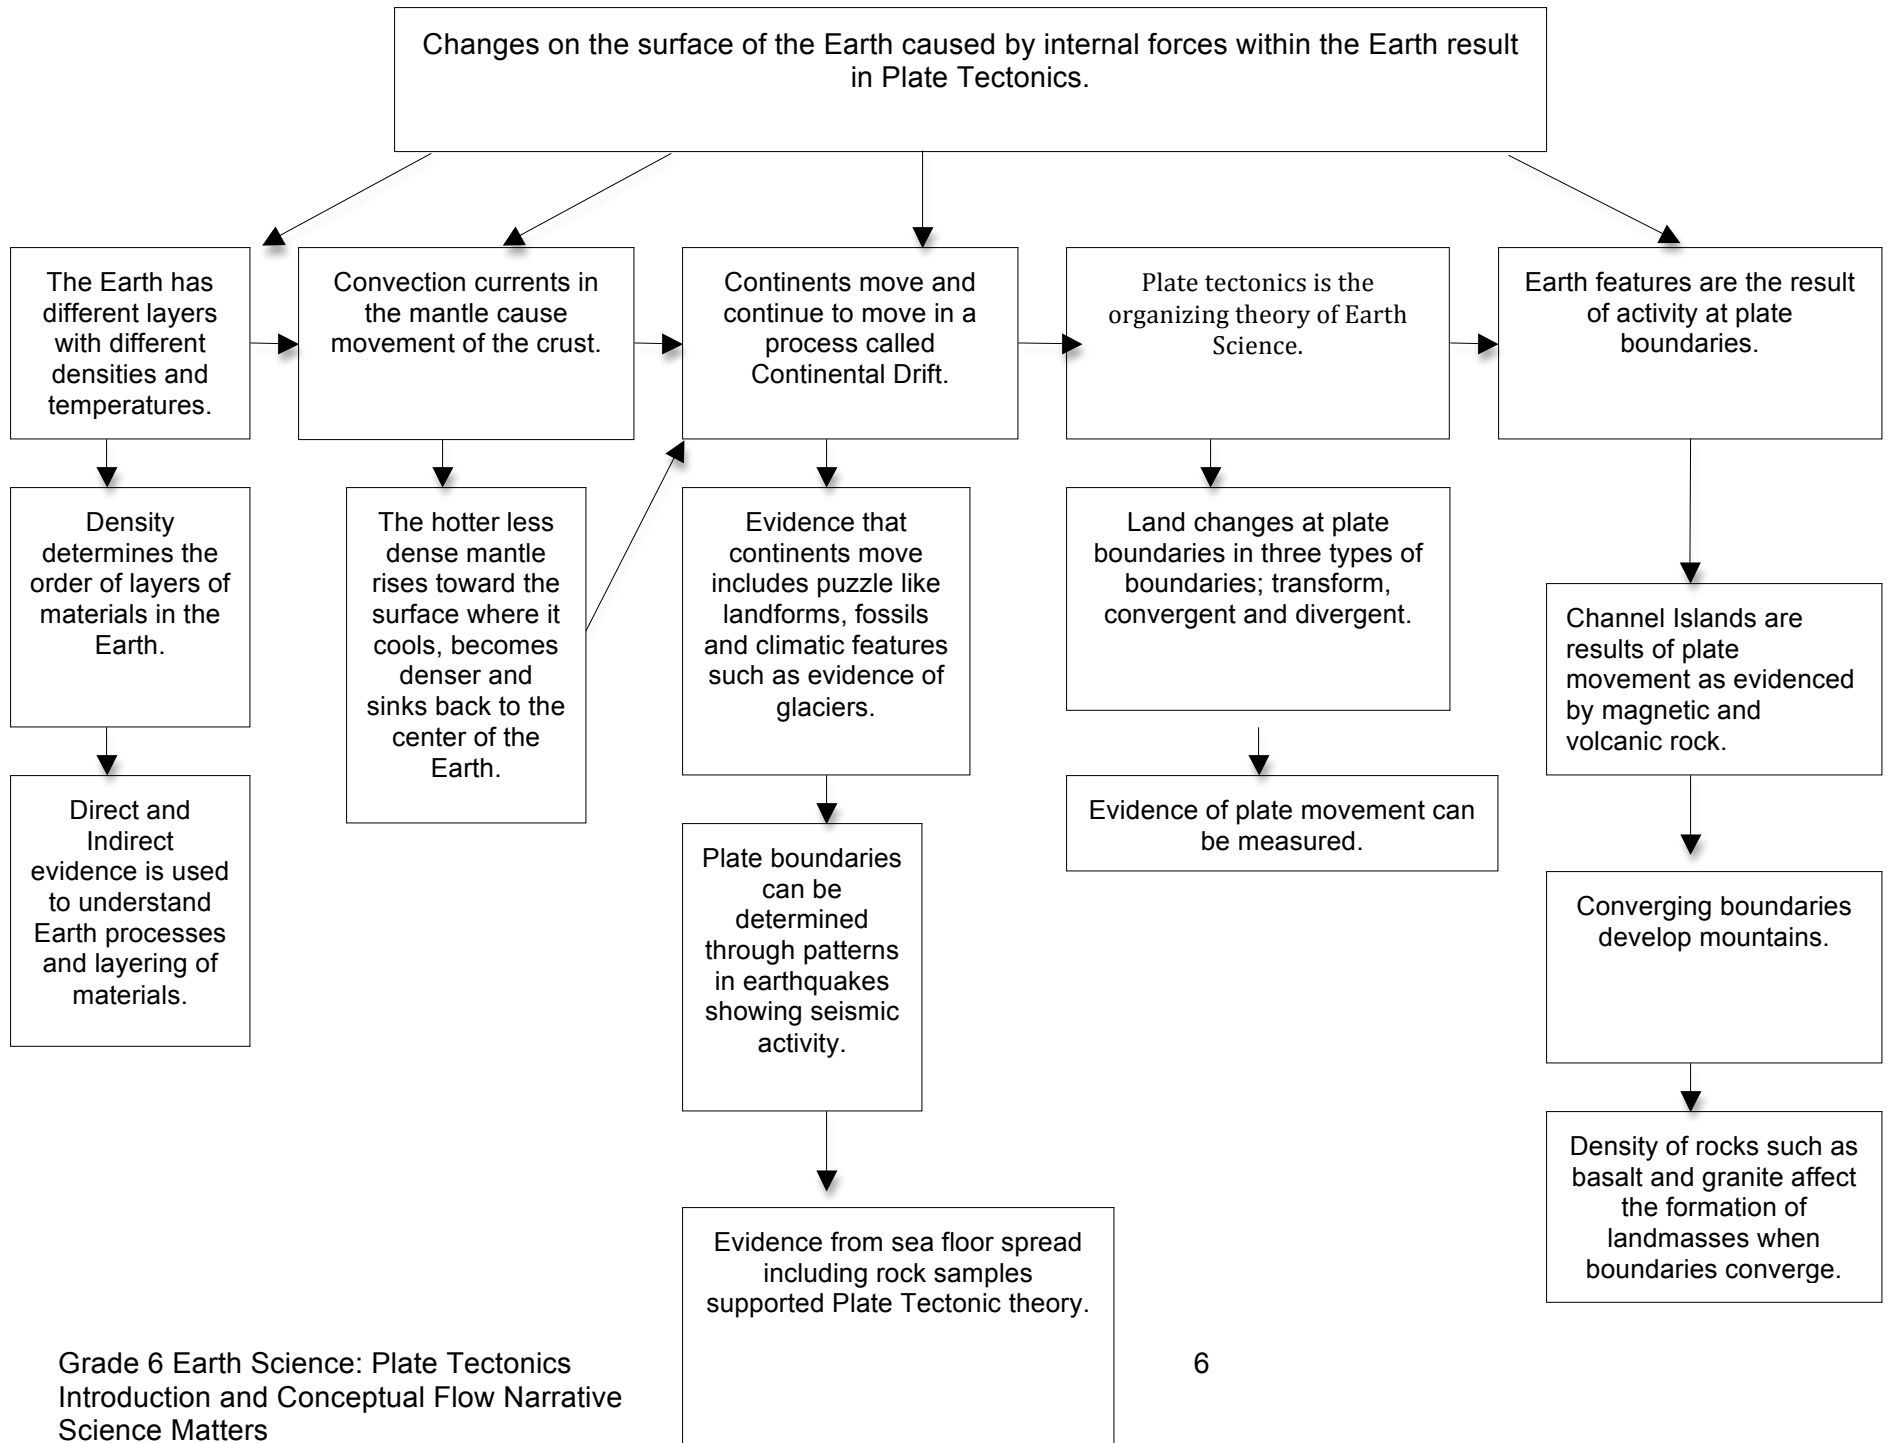 Changes on the surface of the Earth caused by internal forces within the Earth result
in Plate Tectonics.
The Earth has
different layers
with different
densities and
temperatures.
Convection currents in
the mantle cause
movement of the crust.
Continents move and
continue to move in a
process called
Continental Drift.
Plate tectonics is the
organizing theory of Earth
Science.
Earth features are the result
of activity at plate
boundaries.
Density
determines the
order of layers of
materials in the
Earth.
The hotter less
dense mantle
rises toward the
surface where it
cools, becomes
denser and
sinks back to the
center of the
Earth.
Evidence that
continents move
includes puzzle like
landforms, fossils
and climatic features
such as evidence of
glaciers.
Land changes at plate
boundaries in three types of
boundaries; transform,
convergent and divergent.
Channel Islands are
results of plate
movement as evidenced
by magnetic and
volcanic rock.
Direct and
Indirect
evidence is used
to understand
Earth processes
and layering of
materials.
Plate boundaries
can be
determined
through patterns
in earthquakes
showing seismic
activity.
Evidence of plate movement can
be measured.
Converging boundaries
develop mountains.
Evidence from sea floor spread
including rock samples
supported Plate Tectonic theory.
Density of rocks such as
basalt and granite affect
the formation of
landmasses when
boundaries converge.
Grade 6 Earth Science: Plate Tectonics
Introduction and Conceptual Flow Narrative
Science Matters
6